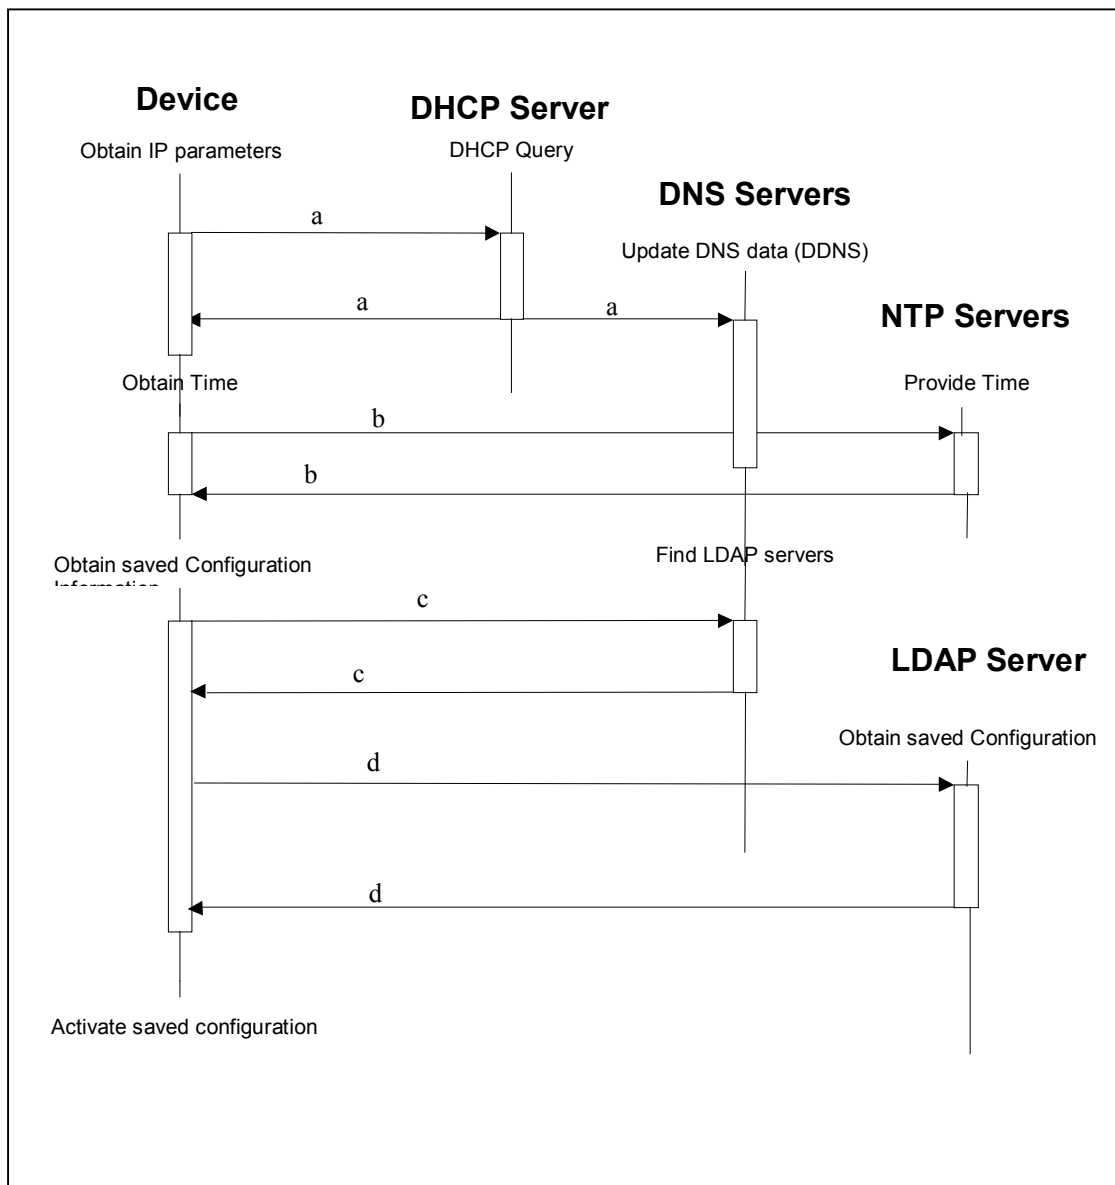 Device
DHCP Server
Obtain IP parameters
DHCP Query
DNS Servers
a
Update DNS data (DDNS)
a
a
NTP Servers
Obtain Time
Provide Time
b
b
Obtain saved Configuration
Information
Find LDAP servers
c
LDAP Server
c
Obtain saved Configuration
d
d
Activate saved configuration